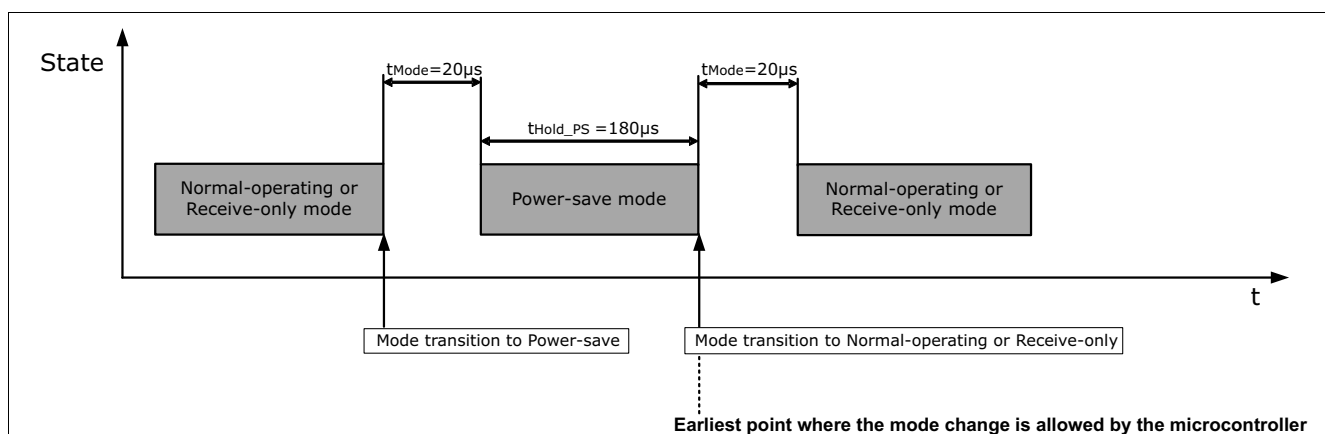 State
tMode=20µs
tMode=20µs
tHold_PS =180µs
Normal-operating or
Receive-only mode
Power-save mode
Normal-operating or
Receive-only mode
t
Mode transition to Power-save
Mode transition to Normal-operating or Receive-only
Earliest point where the mode change is allowed by the microcontroller